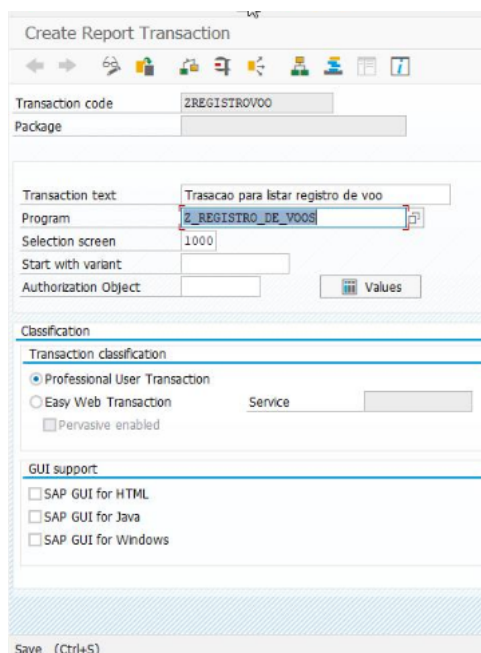 Create Report Transaction
Transaction code ZREGISTROVOO
Package
Transaction text Trasacao para listar registro de voo
Program Z_REGISTRO_DE_VOOS
Selection screen 1000
Start with variant
Authorization Object Values
Classification
Transaction classification
Professional User Transaction
Easy Web Transaction Service
Pervasive enabled
GUI support
SAP GUI for HTML
SAP GUI for Java
SAP GUI for Windows
Save (Ctrl+S)